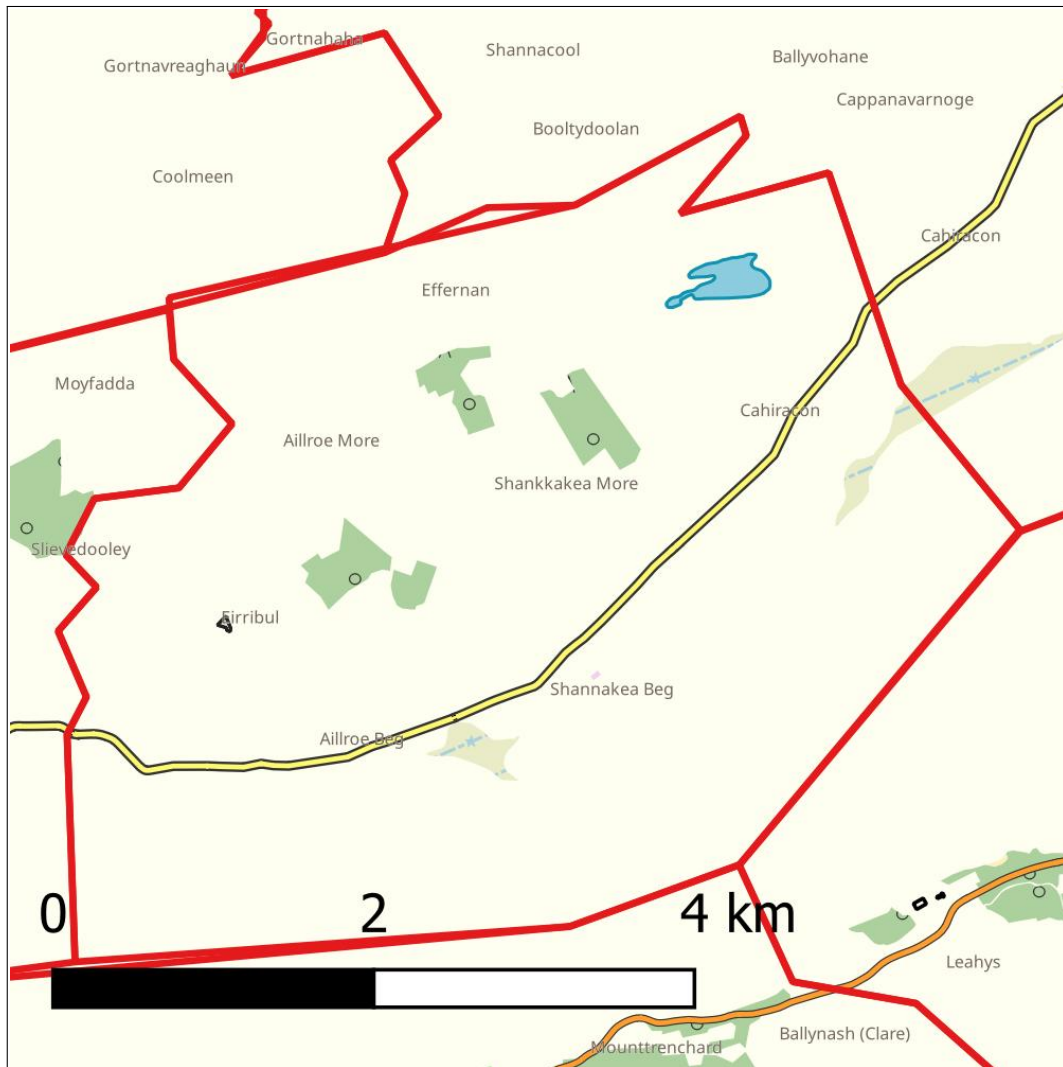 Gortnahaha
Shannacool
Ballyvohane
Gortnavreaghaun
Cappanavarnoge
Booltydoolan
Coolmeen
Cahiracon
Effernan
Moyfadda
Cahiracon
Aillroe More
Shankkakea More
Slievedooley
Eirribul
Shannakea Beg
Aillroe Beg
0 2 4 km
Leahys
Ballynash (Clare)
Mounttrenchard